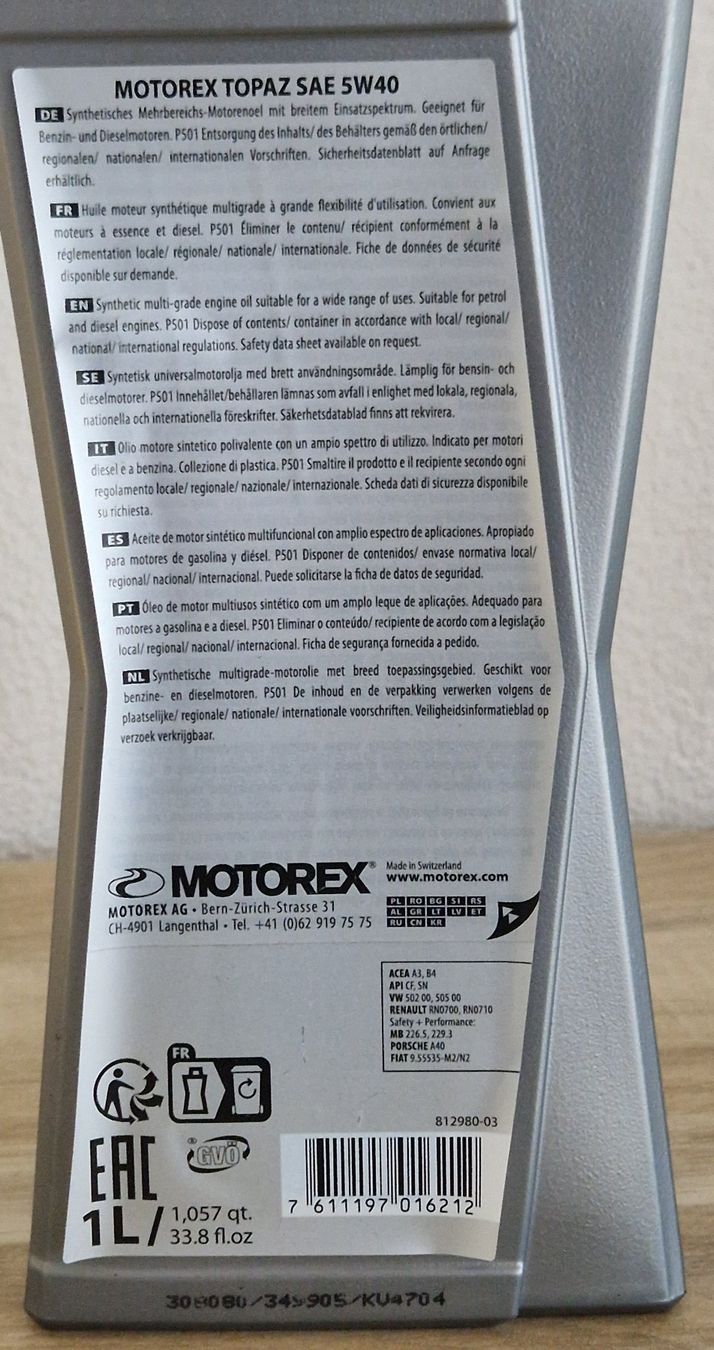 MOTOREX TOPAZ SAE 5W40
DE Synthetisches Mehrbereichs-Motorenoel mit breitem Einsatzspektrum. Geeignet für
Benzin- und Dieselmotoren. P501 Entsorgung des Inhalts/ des Behälters gemäß den örtlichen/
regionalen/ nationalen/ internationalen Vorschriften. Sicherheitsdatenblatt auf Anfrage
erhältlich.
FR Huile moteur synthétique multigrade à grande flexibilité d'utilisation. Convient aux
moteurs à essence et diesel. P501 Éliminer le contenu/ récipient conformément à la
réglementation locale/ régionale/ nationale/ internationale. Fiche de données de sécurité
disponible sur demande.
EN Synthetic multi-grade engine oil suitable for a wide range of uses. Suitable for petrol
and diesel engines. P501 Dispose of contents/ container in accordance with local/ regional/
national/ international regulations. Safety data sheet available on request.
SE Syntetisk universalmotorolja med brett användningsområde. Lämplig för bensin- och
dieselmotorer. P501 Innehållet/behållaren lämnas som avfall i enlighet med lokala, regionala,
nationella och internationella föreskrifter. Säkerhetsdatablad finns att rekvirera.
IT Olio motore sintetico polivalente con un ampio spettro di utilizzo. Indicato per motori
diesel e a benzina. Collezione di plastica. P501 Smaltire il prodotto e il recipiente secondo ogni
regolamento locale/ regionale/ nazionale/ internazionale. Scheda dati di sicurezza disponibile
su richiesta.
ES Aceite de motor sintético multifuncional con amplio espectro de aplicaciones. Apropiado
para motores de gasolina y diésel. P501 Disponer de contenidos/ envase normativa local/
regional/ nacional/ internacional. Puede solicitarse la ficha de datos de seguridad.
PT Óleo de motor multiusos sintético com um amplo leque de aplicações. Adequado para
motores a gasolina e a diesel. P501 Eliminar o conteúdo/ recipiente de acordo com a legislação
local/ regional/ nacional/ internacional. Ficha de segurança fornecida a pedido.
NL Synthetische multigrade-motorolie met breed toepassingsgebied. Geschikt voor
benzine- en dieselmotoren. P501 De inhoud en de verpakking verwerken volgens de
plaatselijke/ regionale/ nationale/ internationale voorschriften. Veiligheidsinformatieblad op
verzoek verkrijgbaar.
MOTOREX®
Made in Switzerland
www.motorex.com
MOTOREX AG • Bern-Zürich-Strasse 31
CH-4901 Langenthal • Tel. +41 (0)62 919 75 75
PL RO BG SI RS
AL GR LT LV ET
RU CN KR
ACEA A3, B4
API CF, SN
VW 502 00, 505 00
RENAULT RN0700, RN0710
Safety + Performance:
MB 226.5, 229.3
PORSCHE A40
FIAT 9.55535-M2/N2
FR
812980-03
EAC
® GVÖ
7 611197 016212
1L/ 1,057 qt.
33.8 fl.oz